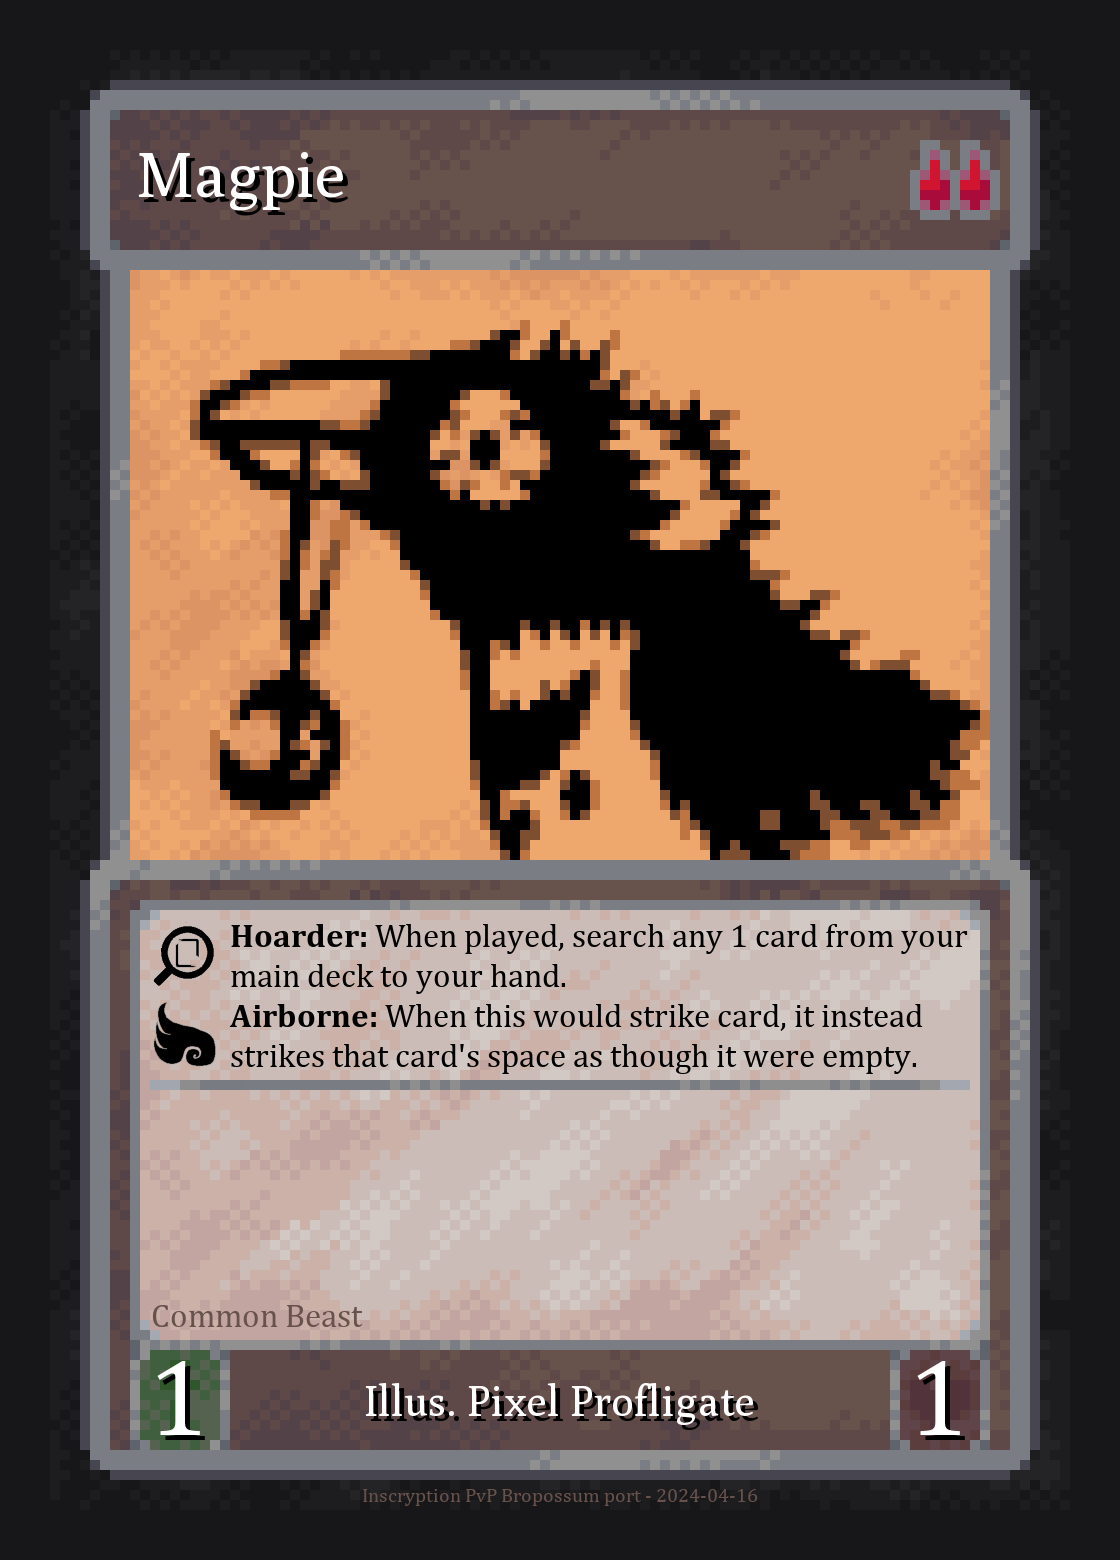 Magpie
Hoarder: When played, search any 1 card from your
main deck to your hand.
Airborne: When this would strike card, it instead
strikes that card's space as though it were empty.
Common Beast
1
Illus. Pixel Profligate
1
Inscryption PvP Bropossum port - 2024-04-16